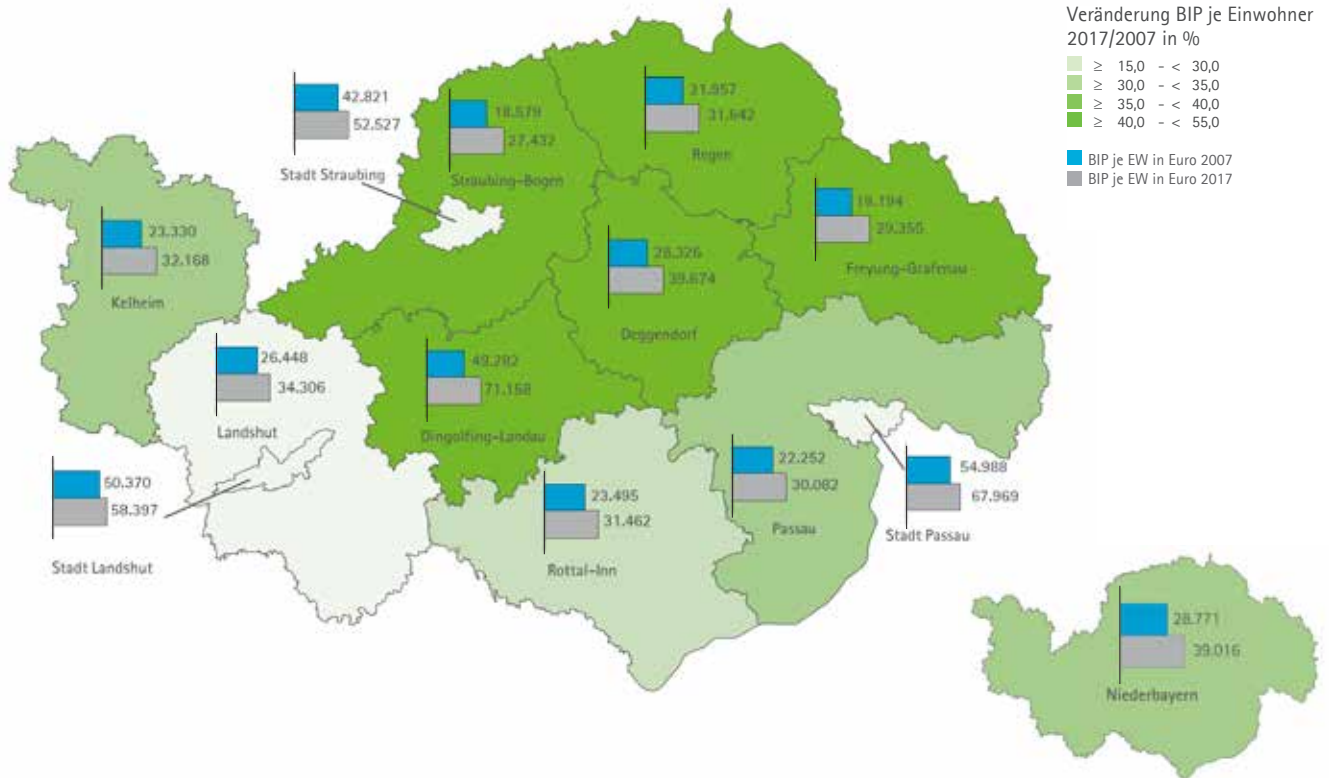 Veränderung BIP je Einwohner
2017/2007 in %
≥ 15,0 - < 30,0
≥ 30,0 - < 35,0
≥ 35,0 - < 40,0
≥ 40,0 - < 55,0
BIP je EW in Euro 2007
BIP je EW in Euro 2017
42.821
52.527
Stadt Straubing
18.579
27.432
Straubing-Bogen
21.957
31.642
Regen
19.194
29.355
Freyung-Grafenau
23.330
32.168
Kelheim
28.326
39.674
Deggendorf
26.448
34.306
Landshut
49.282
71.158
Dingolfing-Landau
50.370
58.397
Stadt Landshut
23.495
31.462
Rottal-Inn
22.252
30.082
Passau
54.988
67.969
Stadt Passau
28.771
39.016
Niederbayern